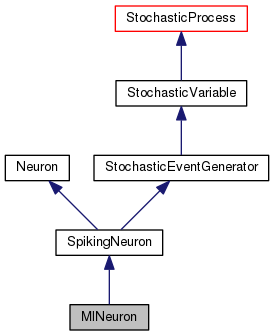 StochasticProcess
StochasticVariable
Neuron
StochasticEventGenerator
SpikingNeuron
MINeuron